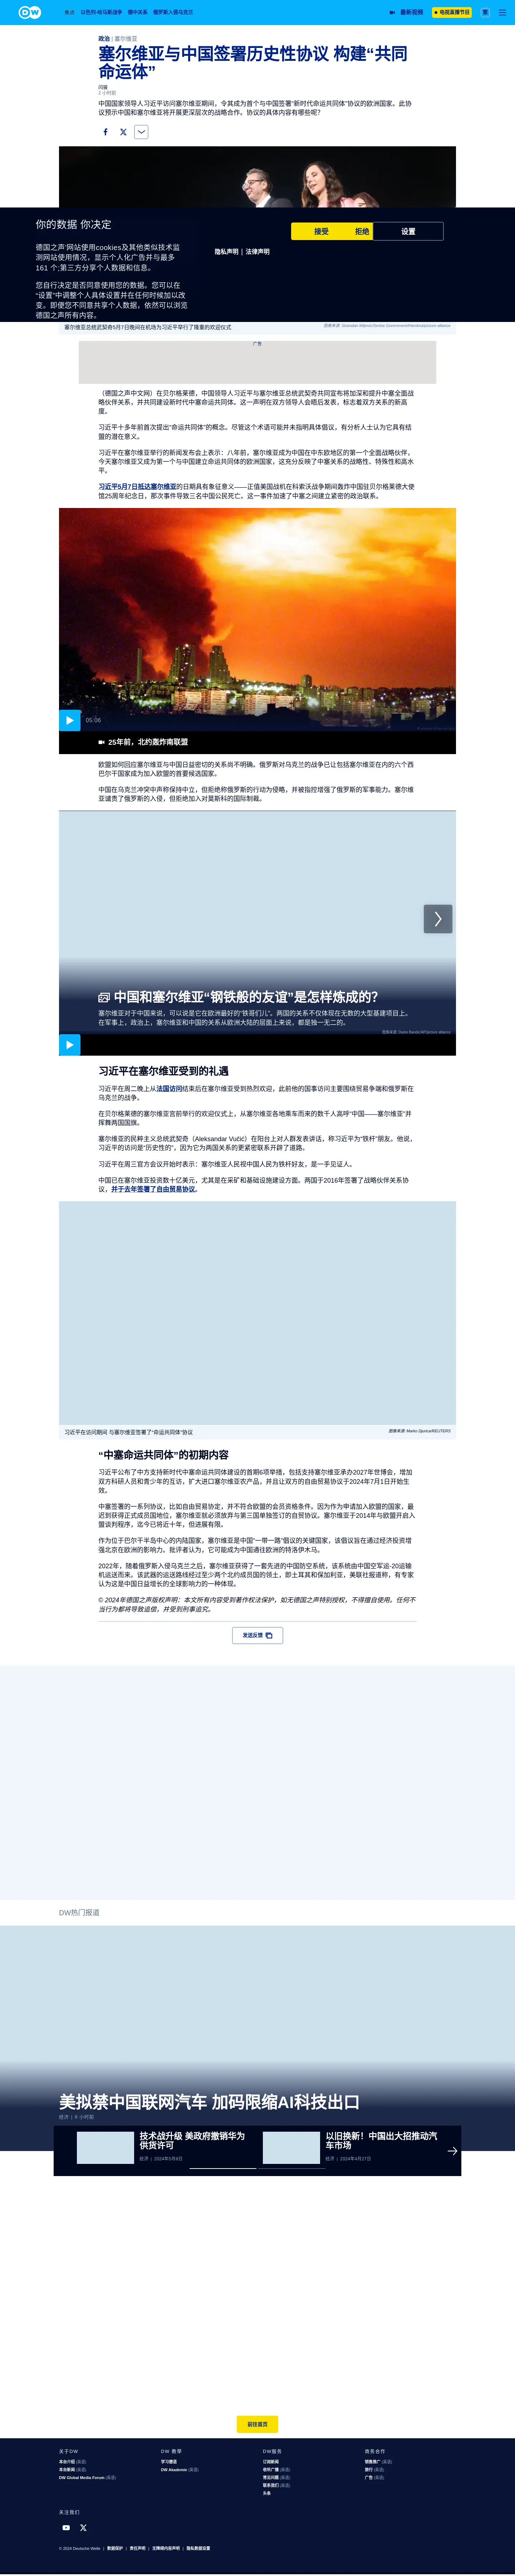 DW
焦点
以色列-哈马斯战争
德中关系
俄罗斯入侵乌克兰
最新视频
电视直播节目
繁
政治 | 塞尔维亚
塞尔维亚与中国签署历史性协议 构建“共同
命运体”
闫骏
2 小时前
中国国家领导人习近平访问塞尔维亚期间，令其成为首个与中国签署“新时代命运共同体”协议的欧洲国家。此协
议预示中国和塞尔维亚将开展更深层次的战略合作。协议的具体内容有哪些呢？
你的数据 你决定
德国之声’网站使用cookies及其他类似技术监
测网站使用情况，显示个人化广告并与最多
161 个;第三方分享个人数据和信息。
您自行决定是否同意使用您的数据。您可以在
“设置”中调整个人具体设置并在任何时候加以改
变。即便您不同意共享个人数据，依然可以浏览
德国之声所有内容。
接受
拒绝
设置
隐私声明 | 法律声明
塞尔维亚总统武契奇5月7日晚间在机场为习近平举行了隆重的欢迎仪式
广告
（德国之声中文网）在贝尔格莱德，中国领导人习近平与塞尔维亚总统武契奇共同宣布将加深和提升中塞全面战
略伙伴关系，并共同建设新时代中塞命运共同体。这一声明在双方领导人会晤后发表，标志着双方关系的新高
度。
习近平十多年前首次提出“命运共同体”的概念。尽管这个术语可能并未指明具体倡议，有分析人士认为它具有结
盟的潜在意义。
习近平在塞尔维亚举行的新闻发布会上表示：八年前，塞尔维亚成为中国在中东欧地区的第一个全面战略伙伴，
今天塞尔维亚又成为第一个与中国建立命运共同体的欧洲国家，这充分反映了中塞关系的战略性、特殊性和高水
平。
习近平5月7日抵达塞尔维亚的日期具有象征意义——正值美国战机在科索沃战争期间轰炸中国驻贝尔格莱德大使
馆25周年纪念日，那次事件导致三名中国公民死亡。这一事件加速了中塞之间建立紧密的政治联系。
05:06
25年前，北约轰炸南联盟
欧盟如何回应塞尔维亚与中国日益密切的关系尚不明确。俄罗斯对乌克兰的战争已让包括塞尔维亚在内的六个西
巴尔干国家成为加入欧盟的首要候选国家。
中国在乌克兰冲突中声称保持中立，但拒绝称俄罗斯的行动为侵略，并被指控增强了俄罗斯的军事能力。塞尔维
亚谴责了俄罗斯的入侵，但拒绝加入对莫斯科的国际制裁。
中国和塞尔维亚“钢铁般的友谊”是怎样炼成的？
塞尔维亚对于中国来说，可以说是它在欧洲最好的“铁哥们儿”。两国的关系不仅体现在无数的大型基建项目上。
在军事上，政治上，塞尔维亚和中国的关系从欧洲大陆的层面上来说，都是独一无二的。
习近平在塞尔维亚受到的礼遇
习近平在周二晚上从法国访问结束后在塞尔维亚受到热烈欢迎，此前他的国事访问主要围绕贸易争端和俄罗斯在
乌克兰的战争。
在贝尔格莱德的塞尔维亚宫前举行的欢迎仪式上，从塞尔维亚各地乘车而来的数千人高呼“中国——塞尔维亚”并
挥舞两国国旗。
塞尔维亚的民粹主义总统武契奇（Aleksandar Vučić）在阳台上对人群发表讲话，称习近平为“铁杆”朋友。他说，
习近平的访问是“历史性的”，因为它为两国关系的更紧密联系开辟了道路。
习近平在周三官方会议开始时表示：塞尔维亚人民视中国人民为铁杆好友，是一手见证人。
中国已在塞尔维亚投资数十亿美元，尤其是在采矿和基础设施建设方面。两国于2016年签署了战略伙伴关系协
议，并于去年签署了自由贸易协议。
习近平在访问期间 与塞尔维亚签署了“命运共同体”协议
图像来源: Marko Djurica/REUTERS
“中塞命运共同体”的初期内容
习近平公布了中方支持新时代中塞命运共同体建设的首期6项举措，包括支持塞尔维亚承办2027年世博会，增加
双方科研人员和青少年的互访，扩大进口塞尔维亚农产品，并且让双方的自由贸易协议于2024年7月1日开始生
效。
中塞签署的一系列协议，比如自由贸易协定，并不符合欧盟的会员资格条件。因为作为申请加入欧盟的国家，最
迟到获得正式成员国地位，塞尔维亚就必须放弃与第三国单独签订的自贸协议。塞尔维亚于2014年与欧盟开启入
盟谈判程序，迄今已将近十年，但进展有限。
作为位于巴尔干半岛中心的内陆国家，塞尔维亚是中国“一带一路”倡议的关键国家，该倡议旨在通过经济投资增
强北京在欧洲的影响力。批评者认为，它可能成为中国通往欧洲的特洛伊木马。
2022年，随着俄罗斯入侵乌克兰之后，塞尔维亚获得了一套先进的中国防空系统，该系统由中国空军运-20运输
机运送而来。该武器的运送路线经过至少两个北约成员国的领土，即土耳其和保加利亚，美联社报道称，有专家
认为这是中国日益增长的全球影响力的一种体现。
© 2024年德国之声版权声明：本文所有内容受到著作权法保护，如无德国之声特别授权，不得擅自使用。任何不
当行为都将导致追偿，并受到刑事追究。
发送反馈
DW热门报道
美拟禁中国联网汽车 加码限缩AI科技出口
经济 | 9 小时前
技术战升级 美政府撤销华为
供货许可
经济 | 2024年5月8日
以旧换新！中国出大招推动汽
车市场
经济 | 2024年4月27日
前往首页
关于DW
本台介绍 (英语)
本台新闻 (英语)
DW Global Media Forum (英语)
DW 教学
学习德语
DW Akademie (英语)
DW服务
订阅新闻
收听广播 (英语)
常见问题 (英语)
联系我们 (英语)
头条
商务合作
销售推广 (英语)
旅行 (英语)
广告 (英语)
关注我们
© 2024 Deutsche Welle | 数据保护 | 责任声明 | 无障碍内容声明 | 隐私数据设置